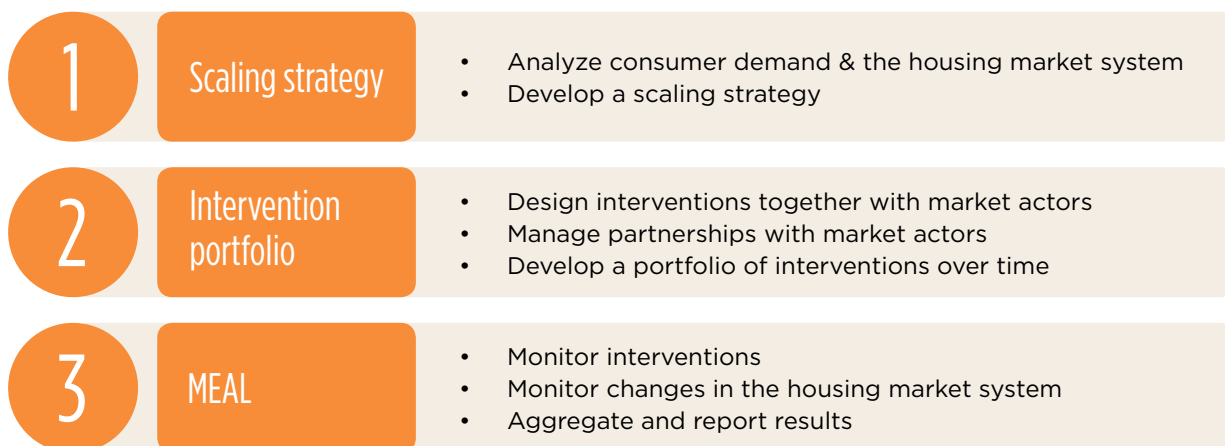 1
Scaling strategy
• Analyze consumer demand & the housing market system
• Develop a scaling strategy
2
Intervention
portfolio
• Design interventions together with market actors
• Manage partnerships with market actors
• Develop a portfolio of interventions over time
3
MEAL
• Monitor interventions
• Monitor changes in the housing market system
• Aggregate and report results